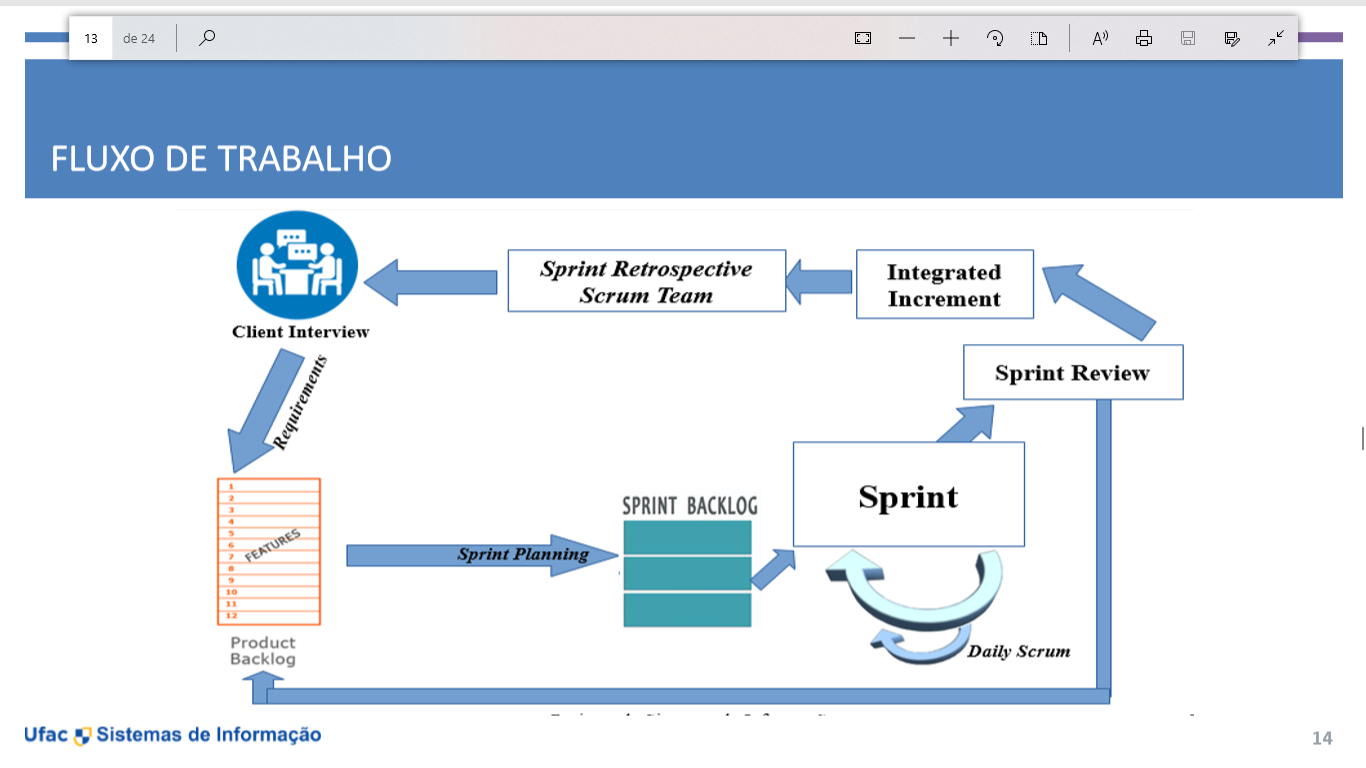 13 de 24
A
FLUXO DE TRABALHO
Sprint Retrospective
Scrum Team
Integrated
Increment
Client Interview
Requirements
Sprint Review
1
2
3
4
5
6
7
8
9
10
11
12
FEATURES
Product
Backlog
Sprint Planning
SPRINT BACKLOG
Sprint
Daily Scrum
Ufac Sistemas de Informação
14